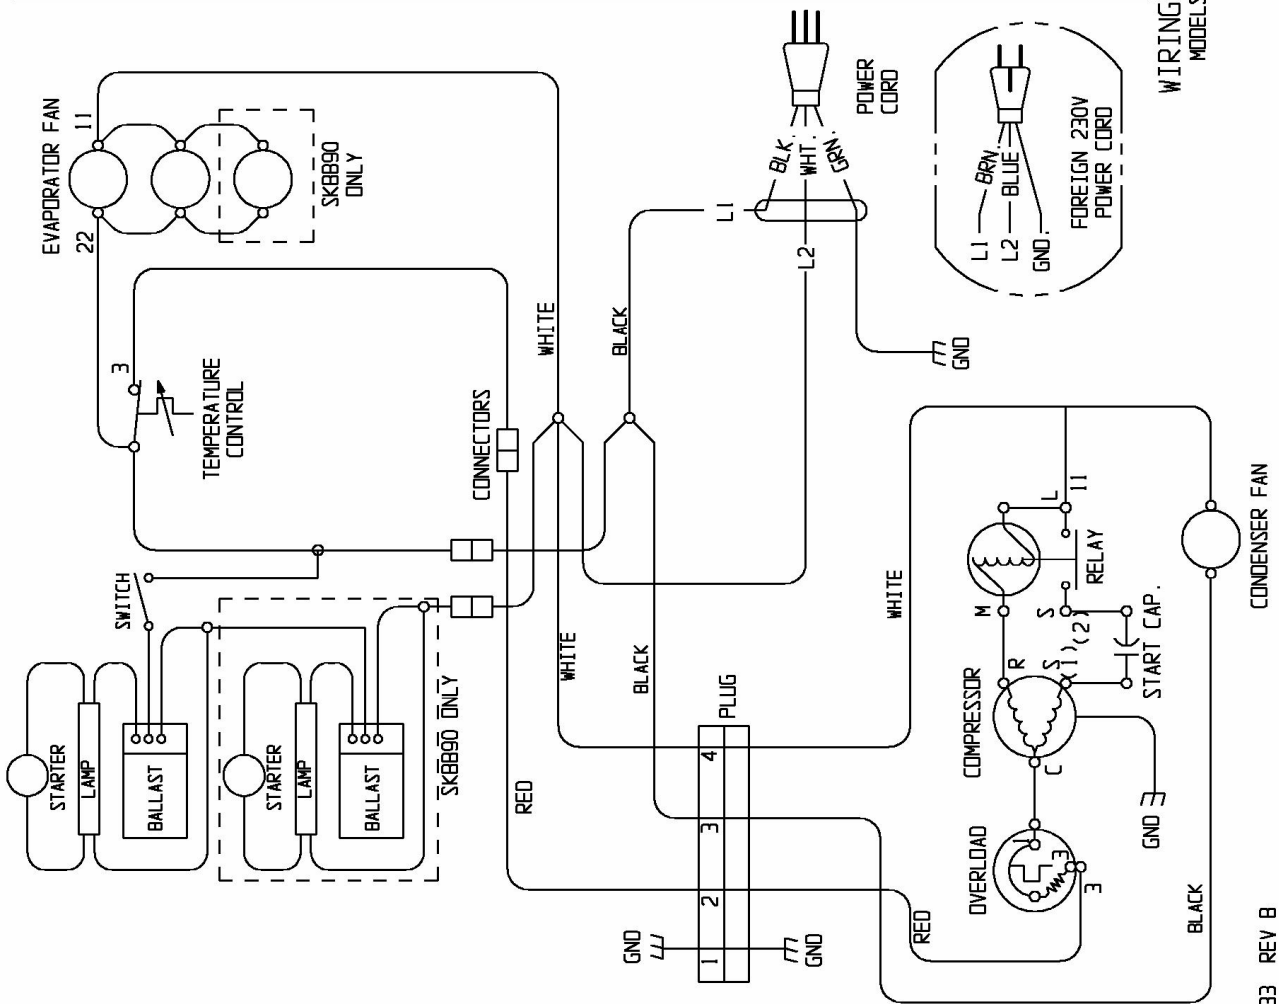 WIRING
MODELS
EVAPORATOR FAN
11
22
SKBB90
ONLY
POWER
CORD
BLK.
WHT.
GRN.
L1
L2
GND
BRN.
BLUE
L1
L2
GND.
FOREIGN 230V
POWER CORD
3
TEMPERATURE
CONTROL
WHITE
BLACK
CONNECTORS
SWITCH
STARTER
LAMP
BALLAST
STARTER
LAMP
BALLAST
SKBB90 ONLY
WHITE
BLACK
RED
PLUG
4
3
2
1
GND
GND
WHITE
L
11
RELAY
M
S
(2)
R
S
(1)
START CAP.
COMPRESSOR
C
GND
OVERLOAD
1
3
3
RED
BLACK
CONDENSER FAN
33 REV B